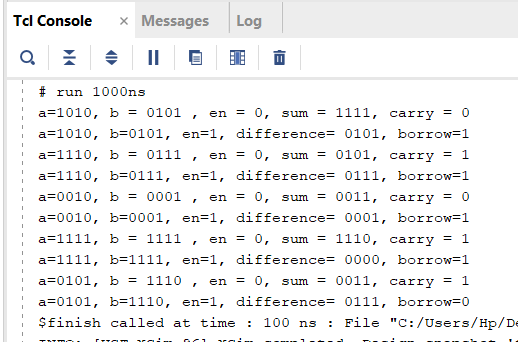 Tcl Console × Messages Log
# run 1000ns
a=1010, b = 0101 , en = 0, sum = 1111, carry = 0
a=1010, b=0101, en=1, difference= 0101, borrow=1
a=1110, b = 0111 , en = 0, sum = 0101, carry = 1
a=1110, b=0111, en=1, difference= 0111, borrow=1
a=0010, b = 0001 , en = 0, sum = 0011, carry = 0
a=0010, b=0001, en=1, difference= 0001, borrow=1
a=1111, b = 1111 , en = 0, sum = 1110, carry = 1
a=1111, b=1111, en=1, difference= 0000, borrow=1
a=0101, b = 1110 , en = 0, sum = 0011, carry = 1
a=0101, b=1110, en=1, difference= 0111, borrow=0
$finish called at time : 100 ns : File "C:/Users/Hp/De